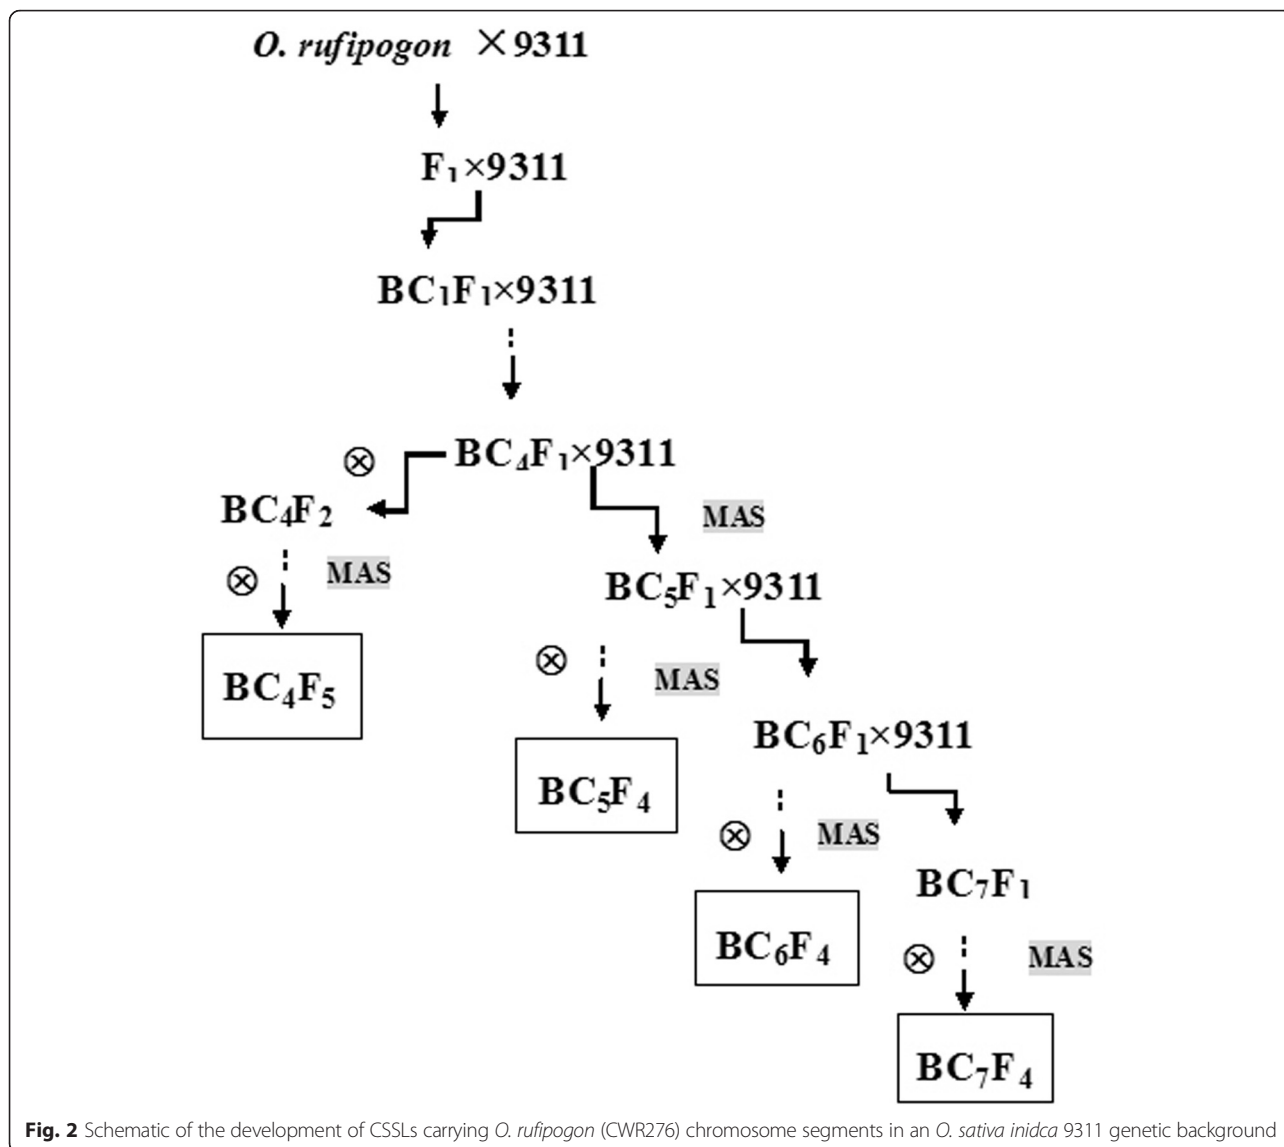 O. rufipogon × 9311
F₁×9311
BC₁F₁×9311
⊗ BC₄F₁×9311
BC₄F₂ MAS
⊗ MAS
BC₅F₁×9311
BC₄F₅ ⊗ MAS
BC₆F₁×9311
BC₅F₄
⊗ MAS
BC₇F₁
BC₆F₄ ⊗ MAS
BC₇F₄
Fig. 2 Schematic of the development of CSSLs carrying O. rufipogon (CWR276) chromosome segments in an O. sativa inidca 9311 genetic background